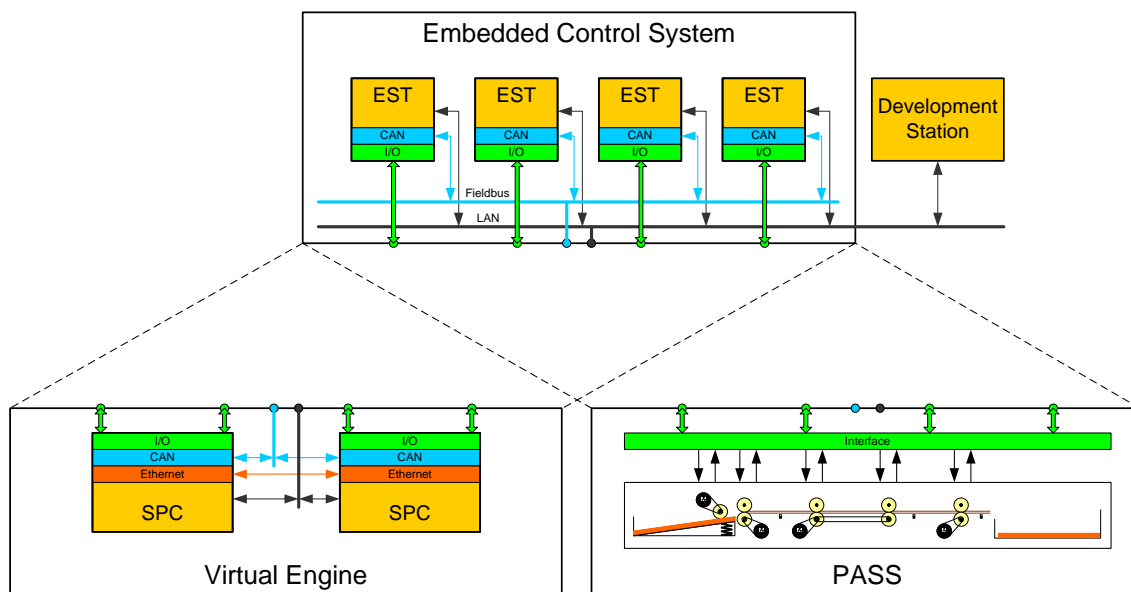 Embedded Control System
EST
EST
EST
EST
CAN
CAN
CAN
CAN
I/O
I/O
I/O
I/O
Development
Station
Fieldbus
LAN
I/O
CAN
Ethernet
SPC
I/O
CAN
Ethernet
SPC
Virtual Engine
Interface
M
M
M
M
PASS